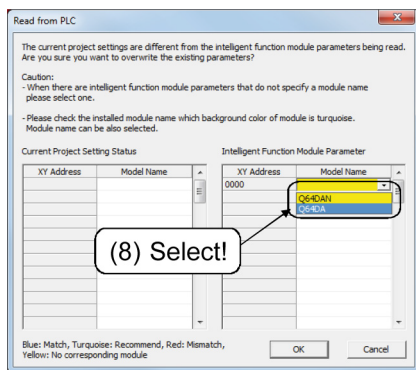 Read from PLC
The current project settings are different from the intelligent function module parameters being read.
Are you sure you want to overwrite the existing parameters?
Caution:
- When there are intelligent function module parameters that do not specify a module name
please select one.
- Please check the installed module name which background color of module is turquoise.
Module name can be also selected.
Current Project Setting Status
Intelligent Function Module Parameter
XY Address Model Name
XY Address Model Name
0000
Q64DAN
Q64DA
(8) Select!
Blue: Match, Turquoise: Recommend, Red: Mismatch,
Yellow: No corresponding module
OK Cancel